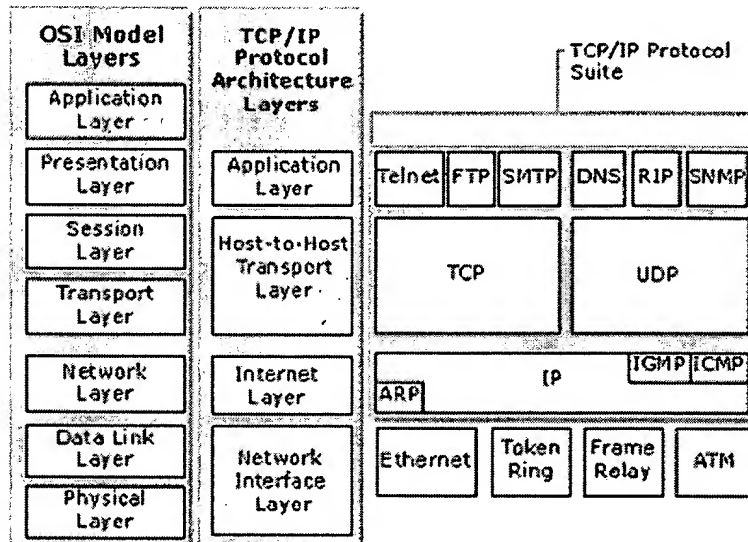 OSI Model
Layers
Application
Layer
Presentation
Layer
Session
Layer
Transport
Layer
Network
Layer
Data Link
Layer
Physical
Layer
TCP/IP
Protocol
Architecture
Layers
Application
Layer
Host-to-Host
Transport
Layer
Internet
Layer
Network
Interface
Layer
TCP/IP Protocol
Suite
Telnet FTP SMTP DNS RIP SNMP
TCP UDP
IP IGMP ICMP
ARP
Ethernet Token Ring Frame Relay ATM